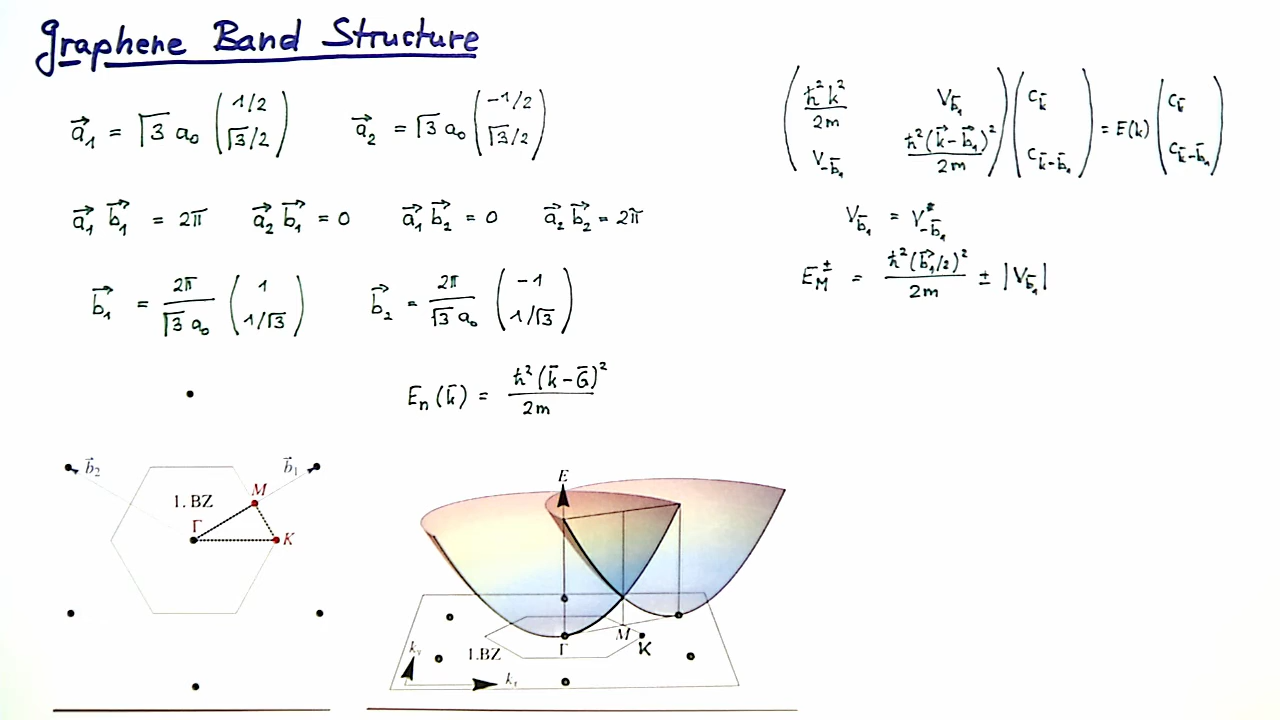 Graphene Band Structure
a⃗₁ = √3 a₀ (1/2 √3/2) a⃗₂ = √3 a₀ (-1/2 √3/2)
a⃗₁ b⃗₁ = 2π a⃗₂ b⃗₁ = 0 a⃗₁ b⃗₂ = 0 a⃗₂ b⃗₂ = 2π
b⃗₁ = 2π/(√3 a₀) (1 1/√3) b⃗₂ = 2π/(√3 a₀) (-1 1/√3)
Eₙ(k̄) = ħ²(k̄-Ḡ)²/2m
(ħ²k²/2m V_b̄₁
V_-b̄₁ ħ²(k⃗-b⃗₁)²/2m) (c_k̄ c_k̄-b̄₁) = E(k) (c_k̄ c_k̄-b̄₁)
V_b̄₁ = V*_-b̄₁
E_M^± = ħ²(b⃗₁/2)²/2m ± |V_b̄₁|
b⃗₂
b⃗₁
1. BZ
M
Γ
K
E
M
Γ
K
1.BZ
kᵧ
kₓ